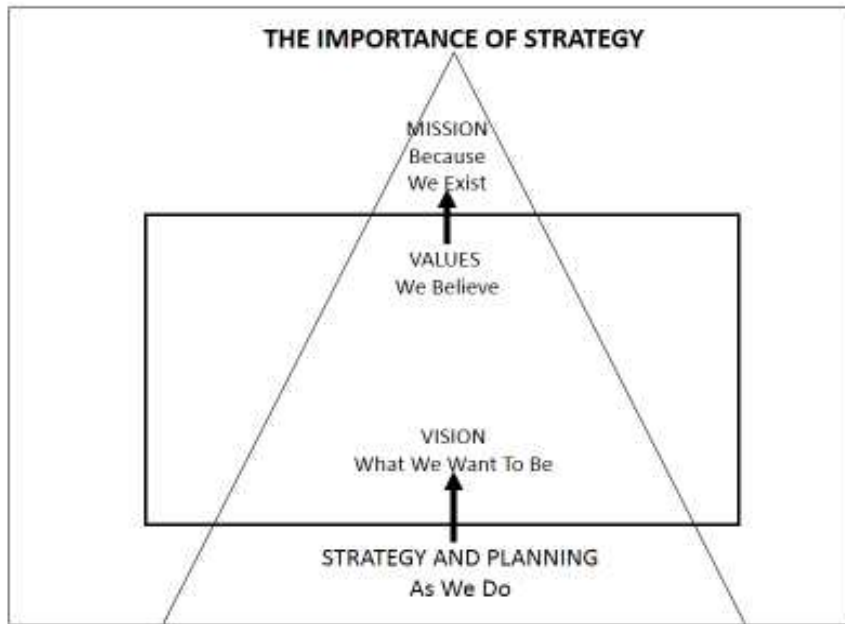 THE IMPORTANCE OF STRATEGY
MISSION
Because
We Exist
VALUES
We Believe
VISION
What We Want To Be
STRATEGY AND PLANNING
As We Do